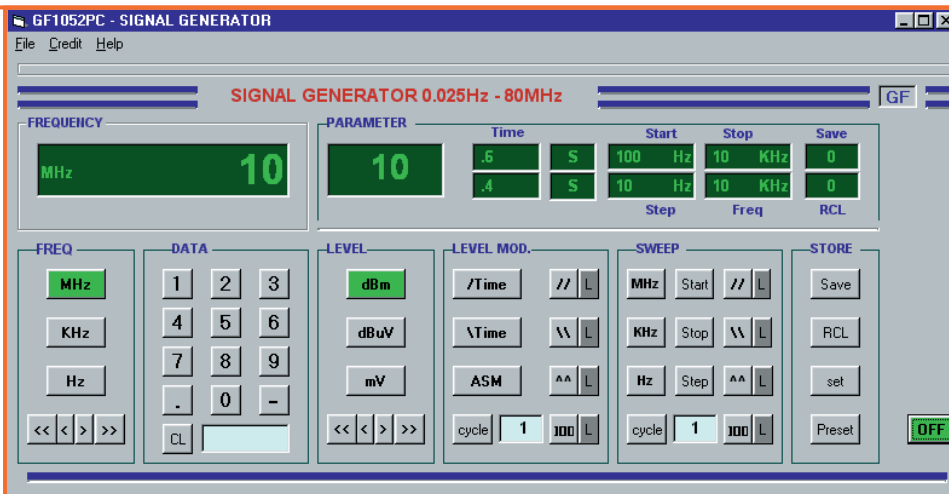 GF1052PC - SIGNAL GENERATOR
File Credit Help
SIGNAL GENERATOR 0.025Hz - 80MHz
GF
FREQUENCY
MHz 10
PARAMETER
10
Time Start Stop Save
.6 S 100 Hz 10 KHz 0
.4 S 10 Hz 10 KHz 0
Step Freq RCL
FREQ DATA LEVEL LEVEL MOD. SWEEP STORE
MHz 1 2 3 dBm /Time // L MHz Start // L Save
KHz 4 5 6 dBuV \Time \\ L KHz Stop \\ L RCL
Hz 7 8 9 mV ASM ^^ L Hz Step ^^ L set
. 0 -
<< < > >> CL << < > >> cycle 1 L cycle 1 L Preset OFF